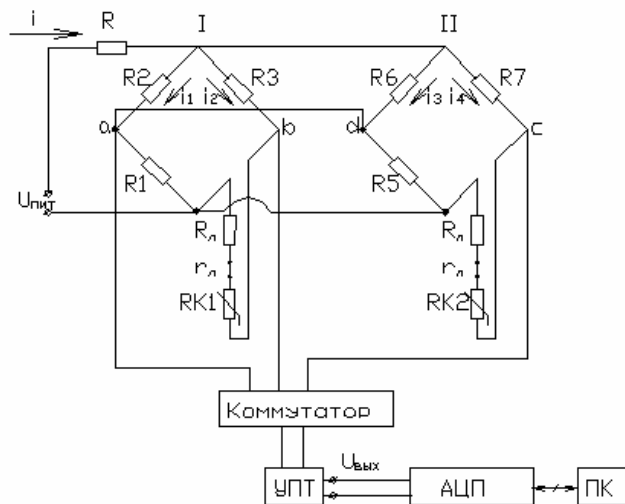 i R I II
R2 R3 R6 R7
i₁ i₂ i₃ i₄
a b d c
R1 R5
Uпит
Rл Rл
rл rл
RK1 RK2
Коммутатор
Uвых
УПТ АЦП ПК